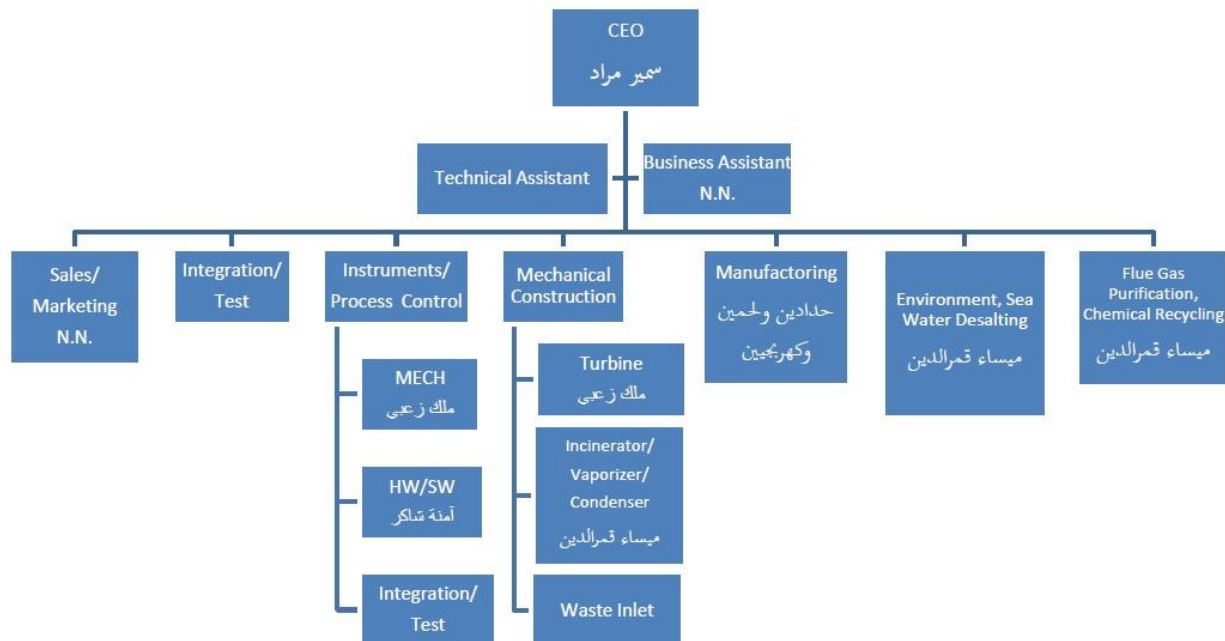 CEO
سمير مراد
Technical Assistant
Business Assistant
N.N.
Sales/
Marketing
N.N.
Integration/
Test
Instruments/
Process Control
Mechanical
Construction
Manufactoring
حدادين ولحمين
وكهربجيين
Environment, Sea
Water Desalting
ميساء قمرالدين
Flue Gas
Purification,
Chemical Recycling
ميساء قمرالدين
MECH
ملك زعبي
HW/SW
آمنة شاكر
Integration/
Test
Turbine
ملك زعبي
Incinerator/
Vaporizer/
Condenser
ميساء قمرالدين
Waste Inlet